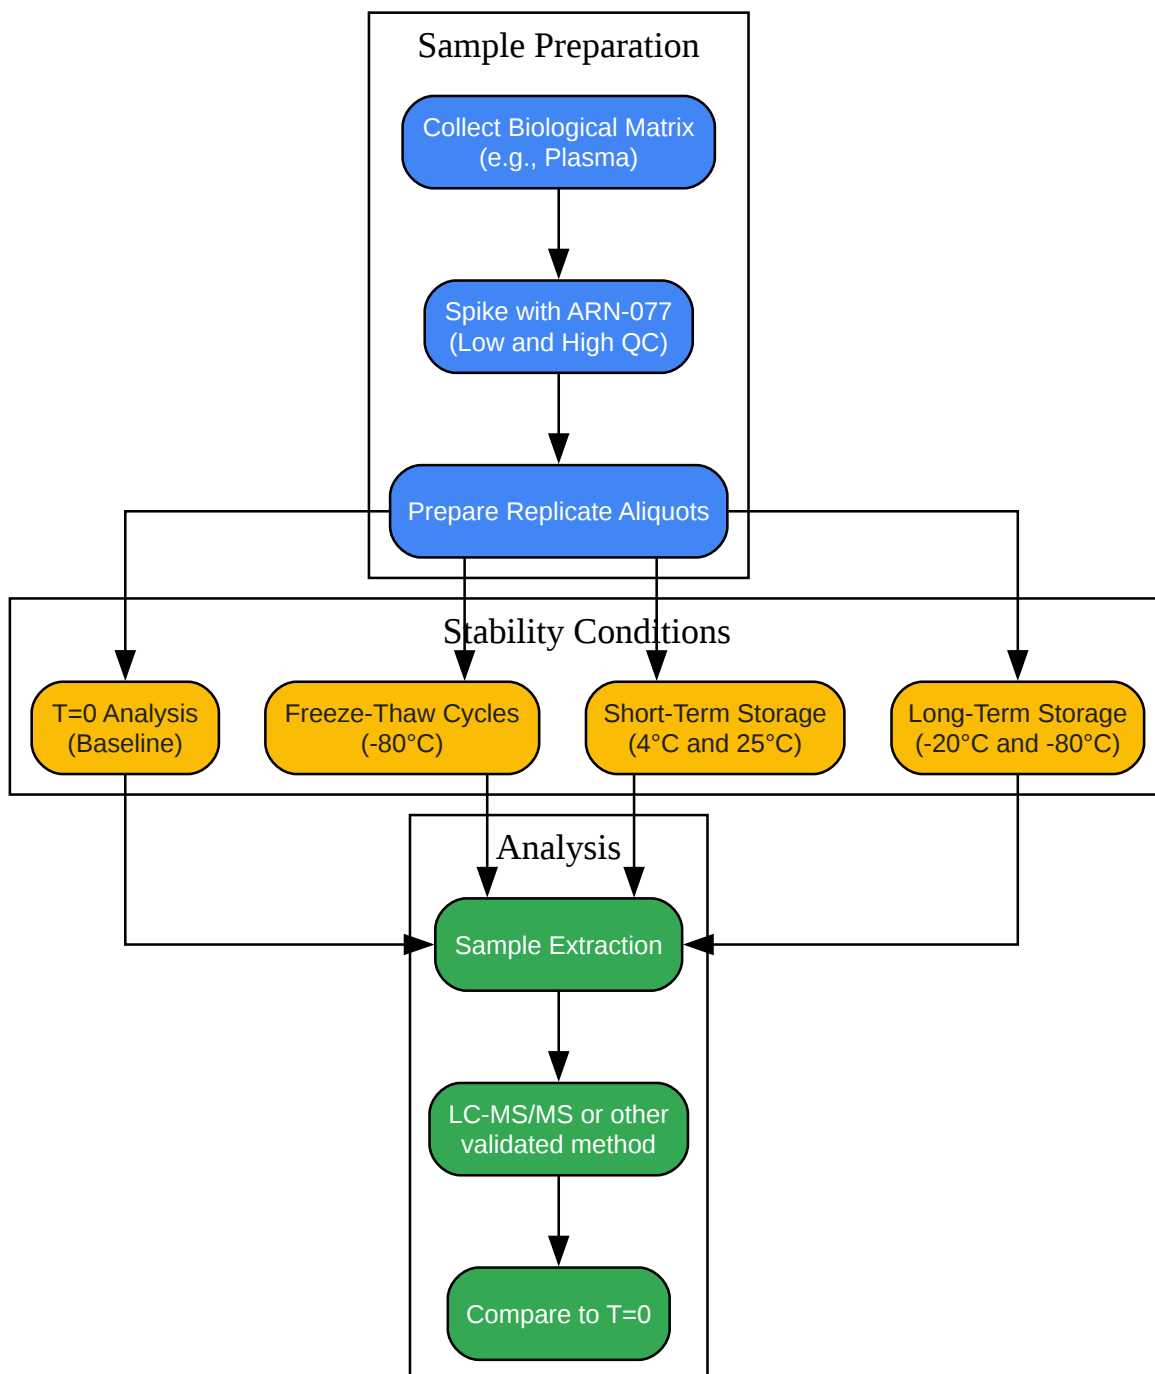 Sample Preparation
Collect Biological Matrix
(e.g., Plasma)
Spike with ARN-077
(Low and High QC)
Prepare Replicate Aliquots
Stability Conditions
T=0 Analysis
(Baseline)
Freeze-Thaw Cycles
(-80°C)
Short-Term Storage
(4°C and 25°C)
Long-Term Storage
(-20°C and -80°C)
Analysis
Sample Extraction
LC-MS/MS or other
validated method
Compare to T=0